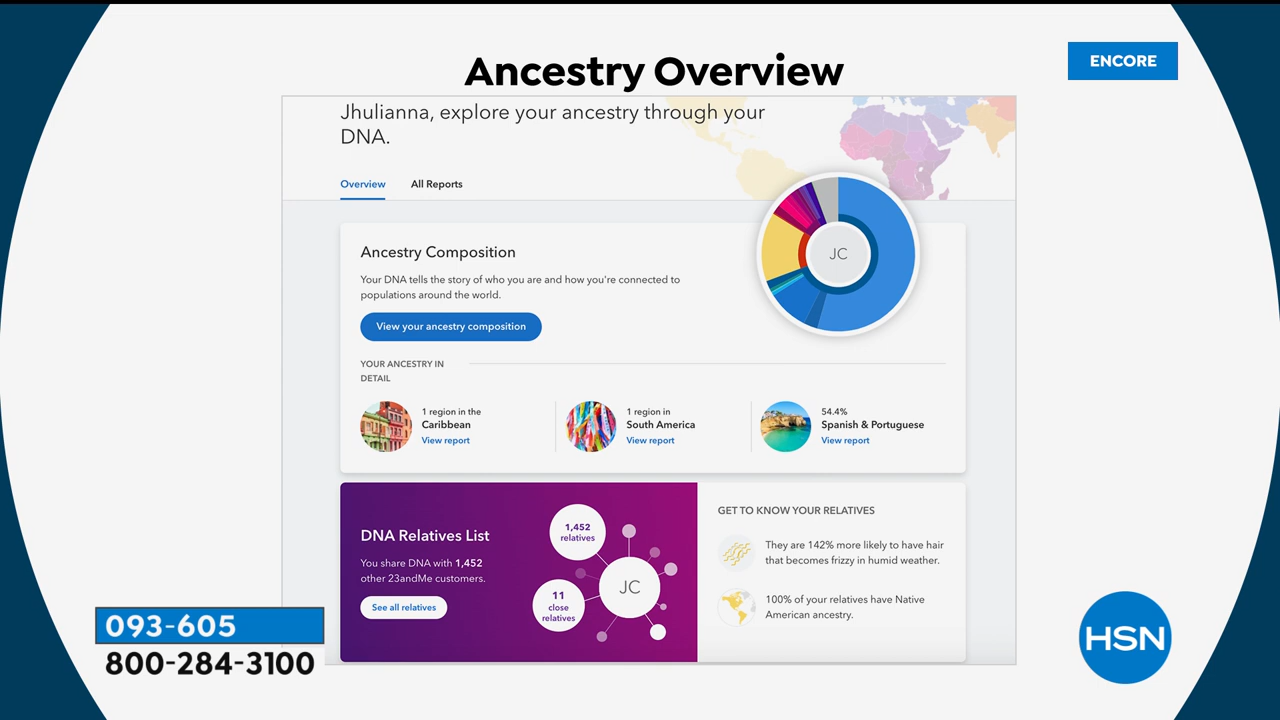 Ancestry Overview
ENCORE
Jhulianna, explore your ancestry through your
DNA.
Overview
All Reports
JC
Ancestry Composition
Your DNA tells the story of who you are and how you're connected to
populations around the world.
View your ancestry composition
YOUR ANCESTRY IN
DETAIL
1 region in the
Caribbean
View report
1 region in
South America
View report
54.4%
Spanish & Portuguese
View report
DNA Relatives List
You share DNA with 1,452
other 23andMe customers.
See all relatives
1,452
relatives
11
close
relatives
JC
GET TO KNOW YOUR RELATIVES
They are 142% more likely to have hair
that becomes frizzy in humid weather.
100% of your relatives have Native
American ancestry.
093-605
800-284-3100
HSN